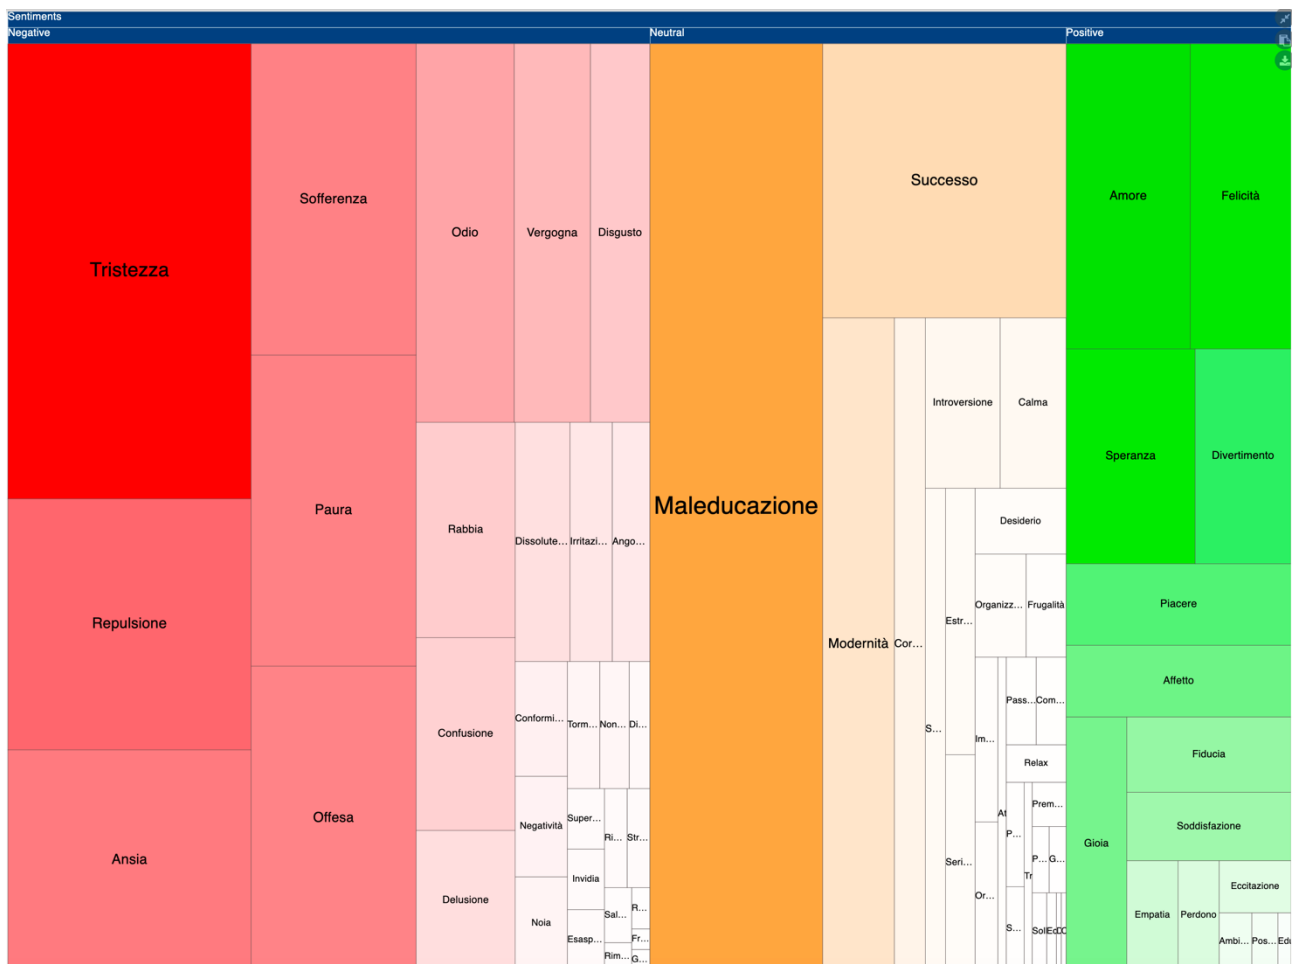 Sentiments
Negative
Neutral
Positive
Tristezza
Repulsione
Ansia
Sofferenza
Paura
Offesa
Odio
Vergogna
Disgusto
Rabbia
Confusione
Delusione
Dissolute...
Irritazi...
Ango...
Conformi...
Negatività
Noia
Torm...
Non...
Di...
Super...
Invidia
Esasp...
Ri...
Str...
Sal...
Rim...
R...
Fr...
G...
Maleducazione
Successo
Modernità
Cor...
Introversione
Calma
S...
Estr...
Seri...
Desiderio
Organizz...
Frugalità
Im...
Or...
At
Pass...
Com...
Relax
P...
S...
Tr
Prem...
P...
G...
Sol
Amore
Felicità
Speranza
Divertimento
Piacere
Affetto
Gioia
Fiducia
Soddisfazione
Empatia
Perdono
Eccitazione
Ambi...
Pos...
Edu